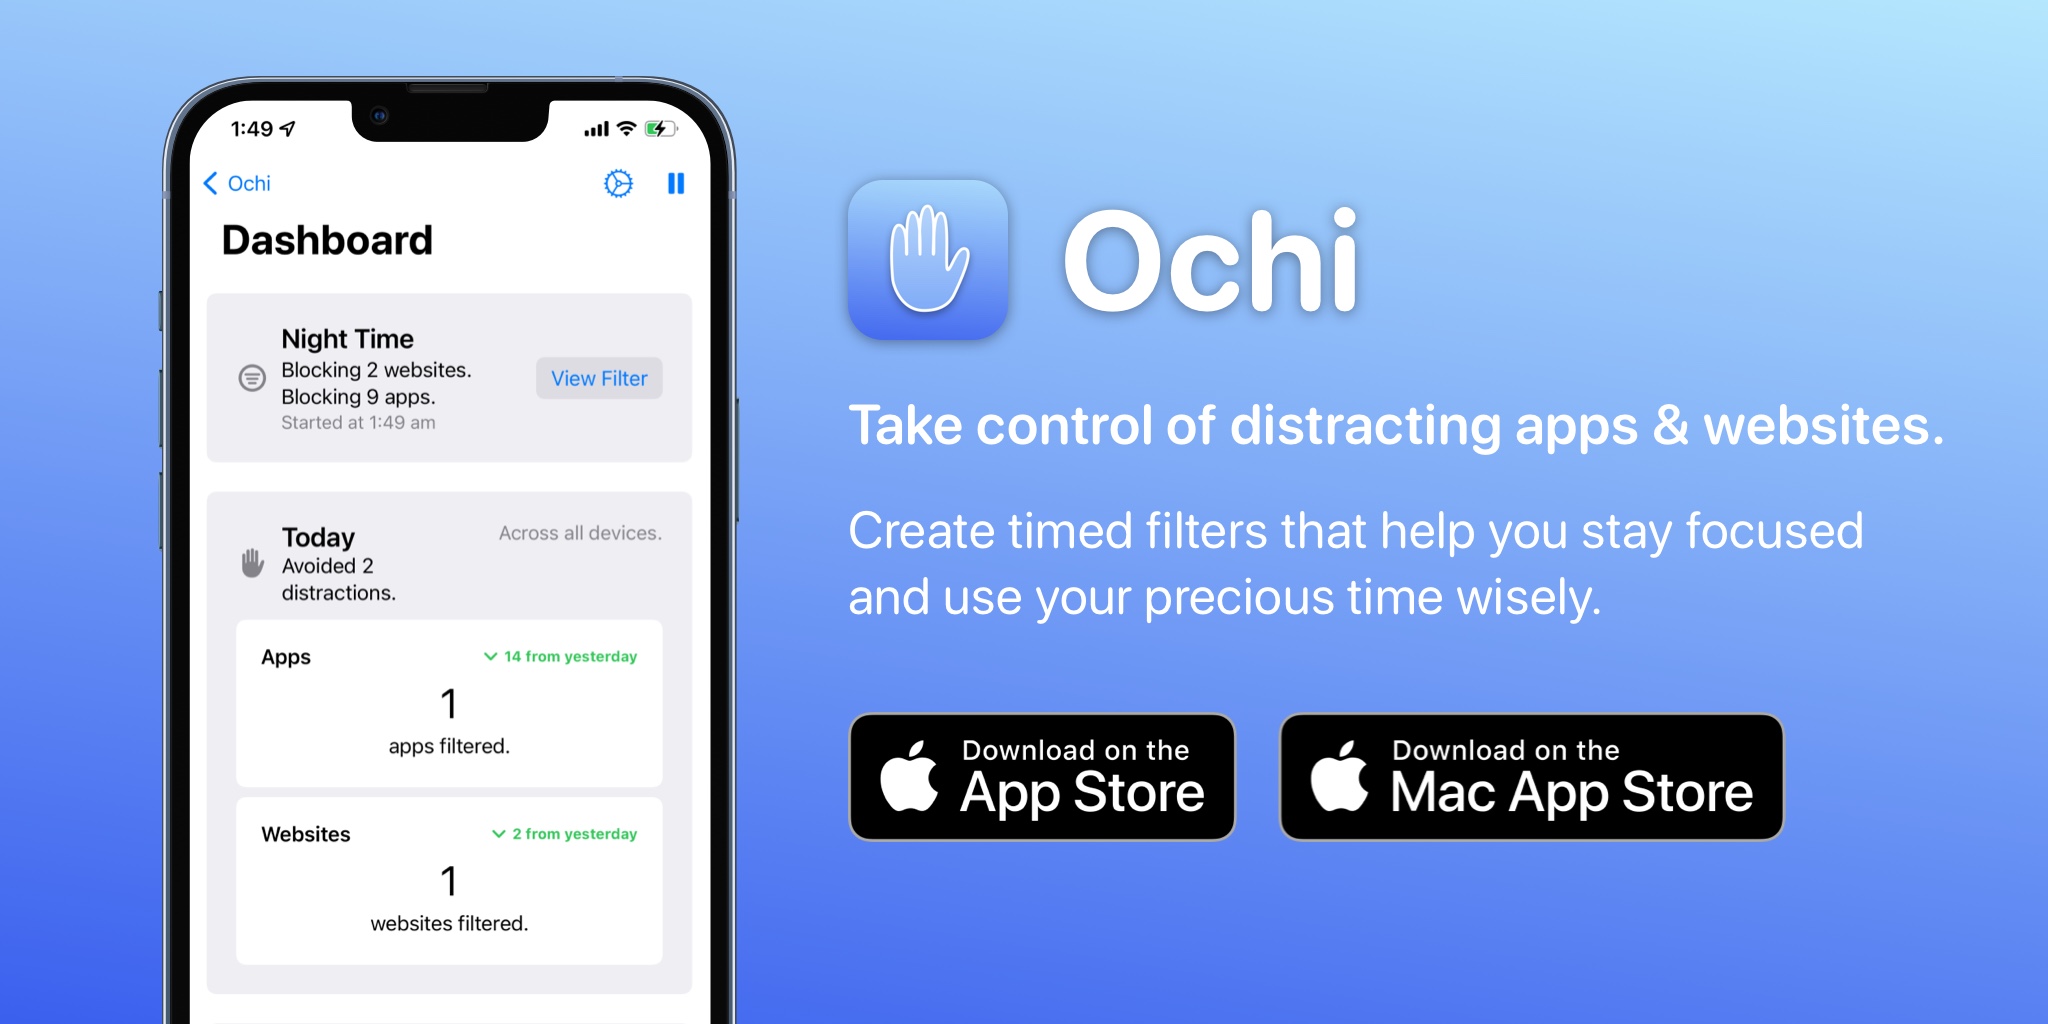 1:49
Ochi
Dashboard
Night Time
Blocking 2 websites.
Blocking 9 apps.
Started at 1:49 am
View Filter
Today
Across all devices.
Avoided 2
distractions.
Apps
14 from yesterday
1
apps filtered.
Websites
2 from yesterday
1
websites filtered.
Ochi
Take control of distracting apps & websites.
Create timed filters that help you stay focused
and use your precious time wisely.
Download on the
App Store
Download on the
Mac App Store